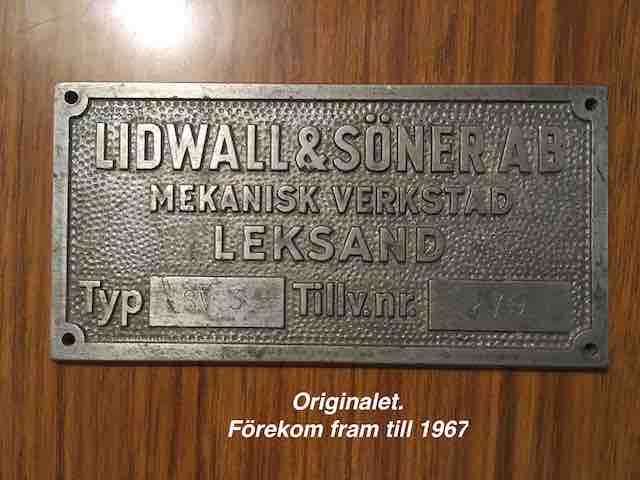 LIDWALL & SÖNER AB
MEKANISK VERKSTAD
LEKSAND
Typ Tillv.nr.
Originalet.
Förekom fram till 1967